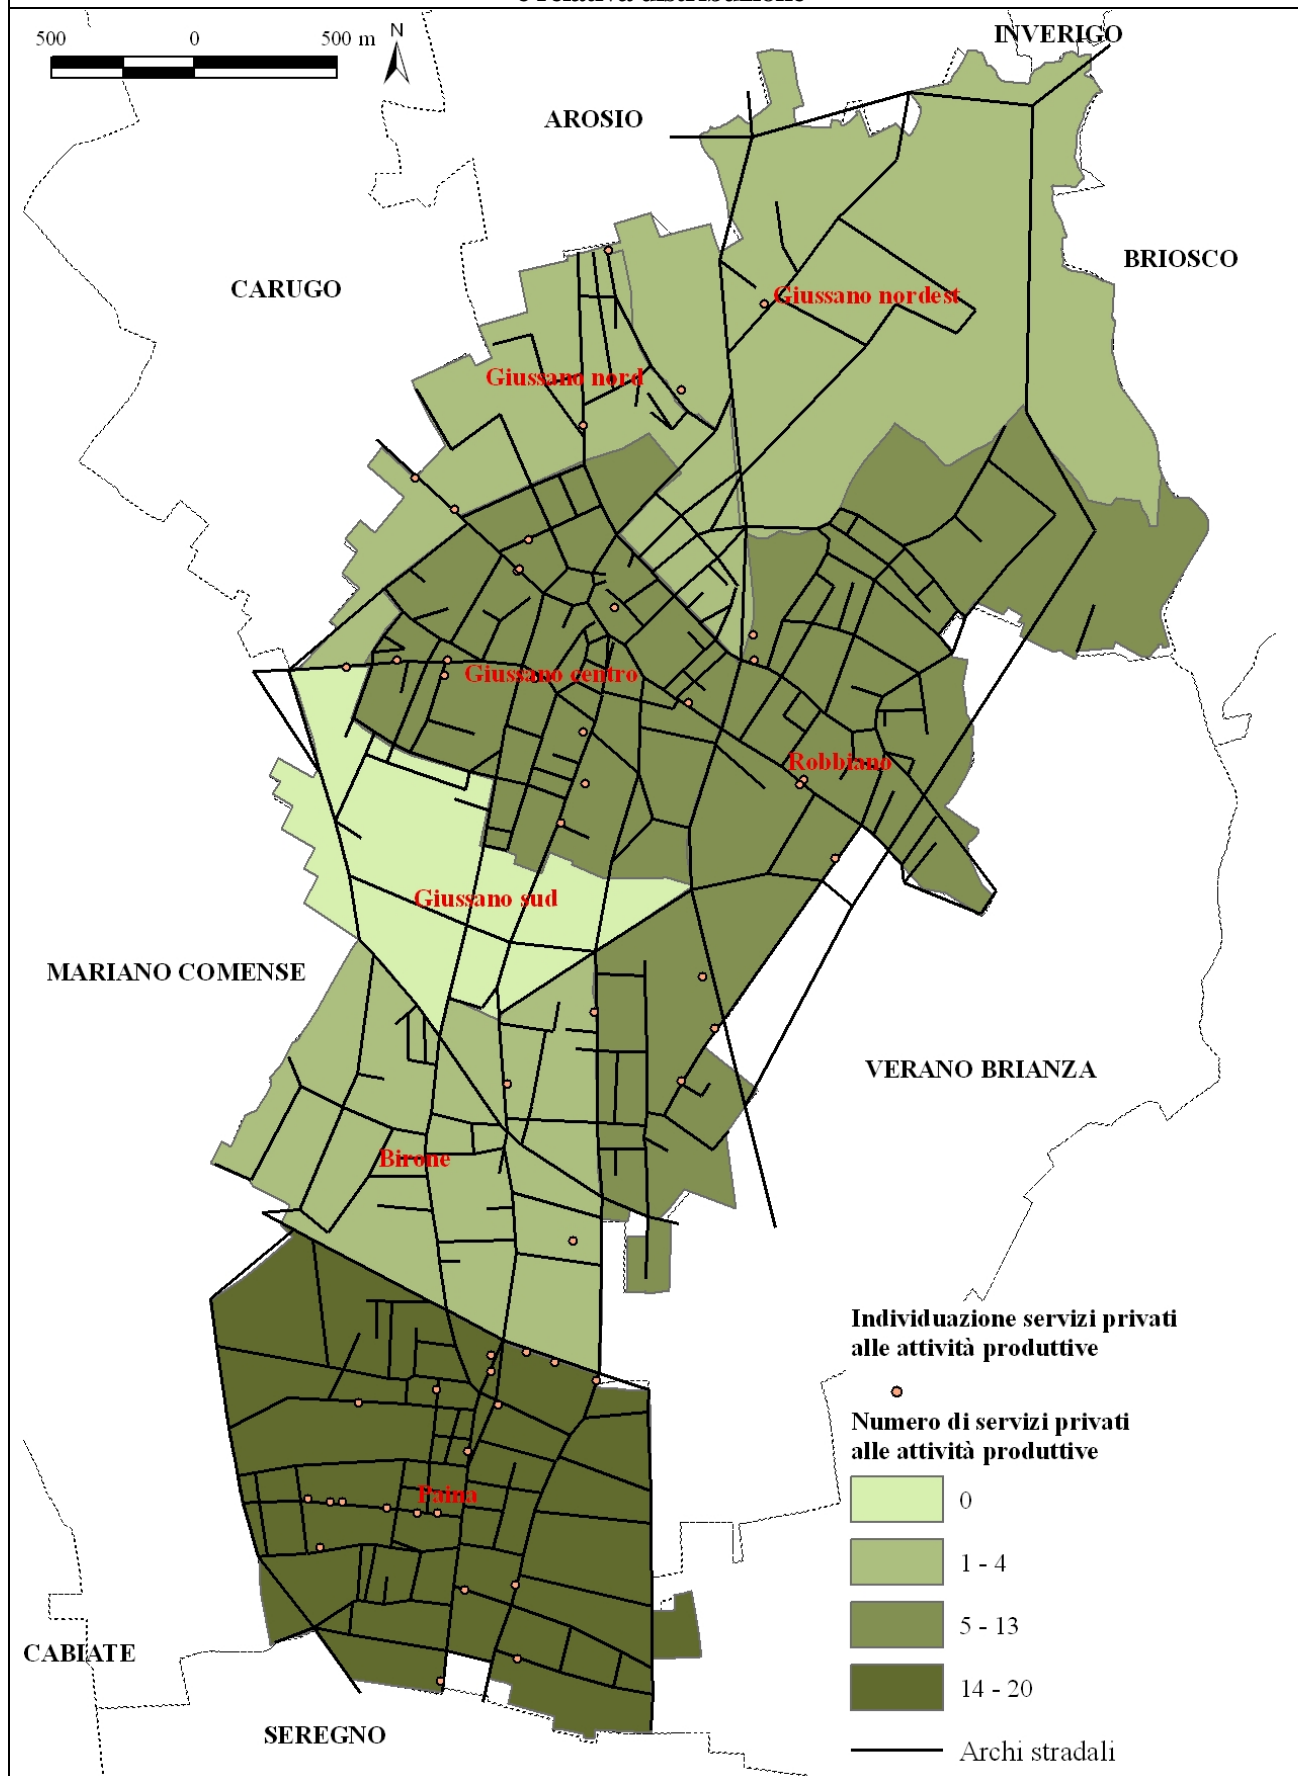 e relativa distribuzione
500 0 500 m N
INVERIGO
AROSIO
BRIOSCO
CARUGO
Giussano nordest
Giussano nord
Giussano centro
Robbiano
Giussano sud
MARIANO COMENSE
VERANO BRIANZA
Birone
Individuazione servizi privati
alle attività produttive
Numero di servizi privati
alle attività produttive
Paina
0
1 - 4
5 - 13
14 - 20
CABIATE
SEREGNO
Archi stradali